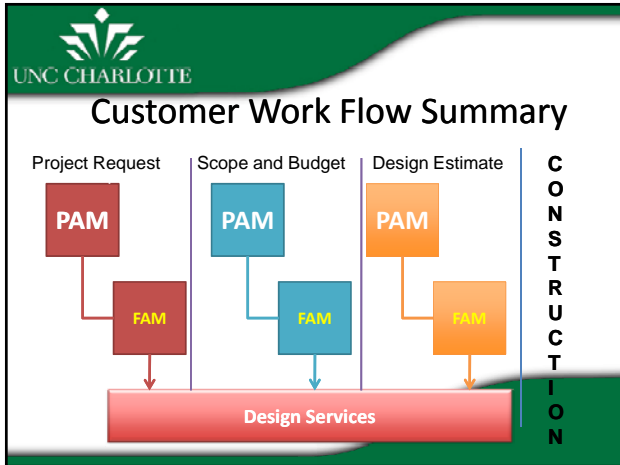 UNC CHARLOTTE
Customer Work Flow Summary
Project Request
Scope and Budget
Design Estimate
PAM
PAM
PAM
FAM
FAM
FAM
Design Services
C
O
N
S
T
R
U
C
T
I
O
N